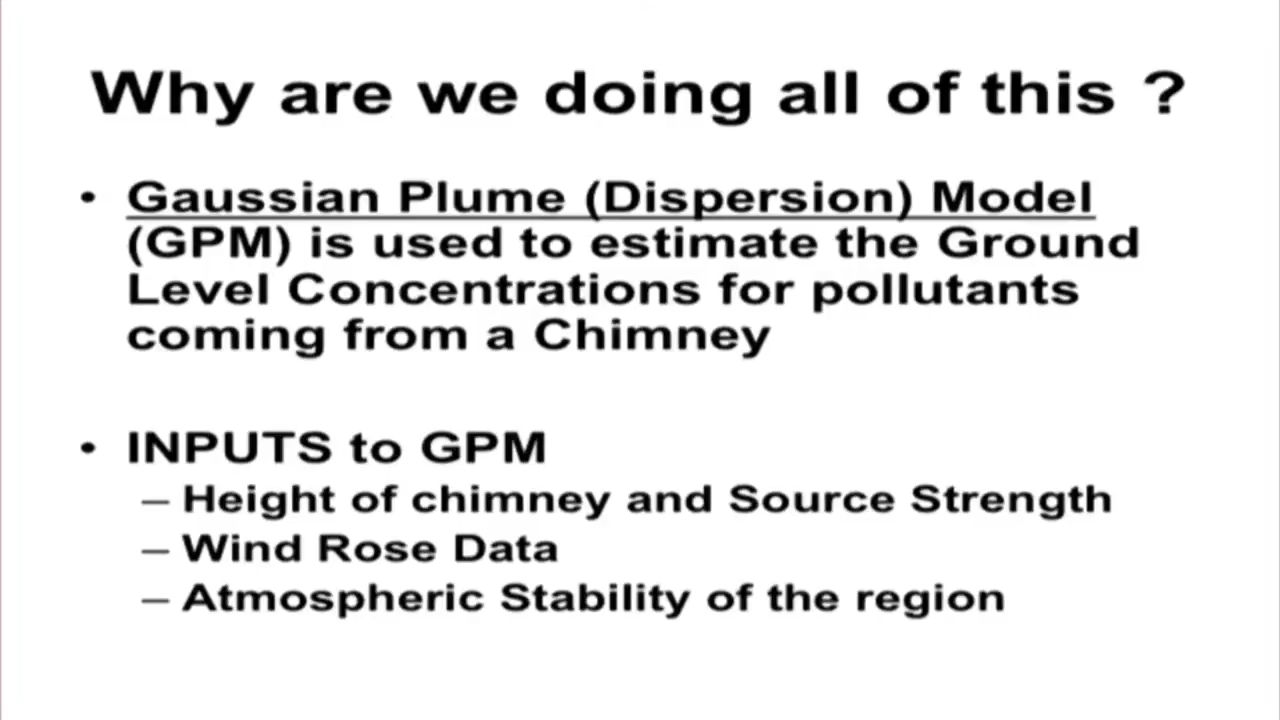 Why are we doing all of this ?
• Gaussian Plume (Dispersion) Model
(GPM) is used to estimate the Ground
Level Concentrations for pollutants
coming from a Chimney
• INPUTS to GPM
– Height of chimney and Source Strength
– Wind Rose Data
– Atmospheric Stability of the region